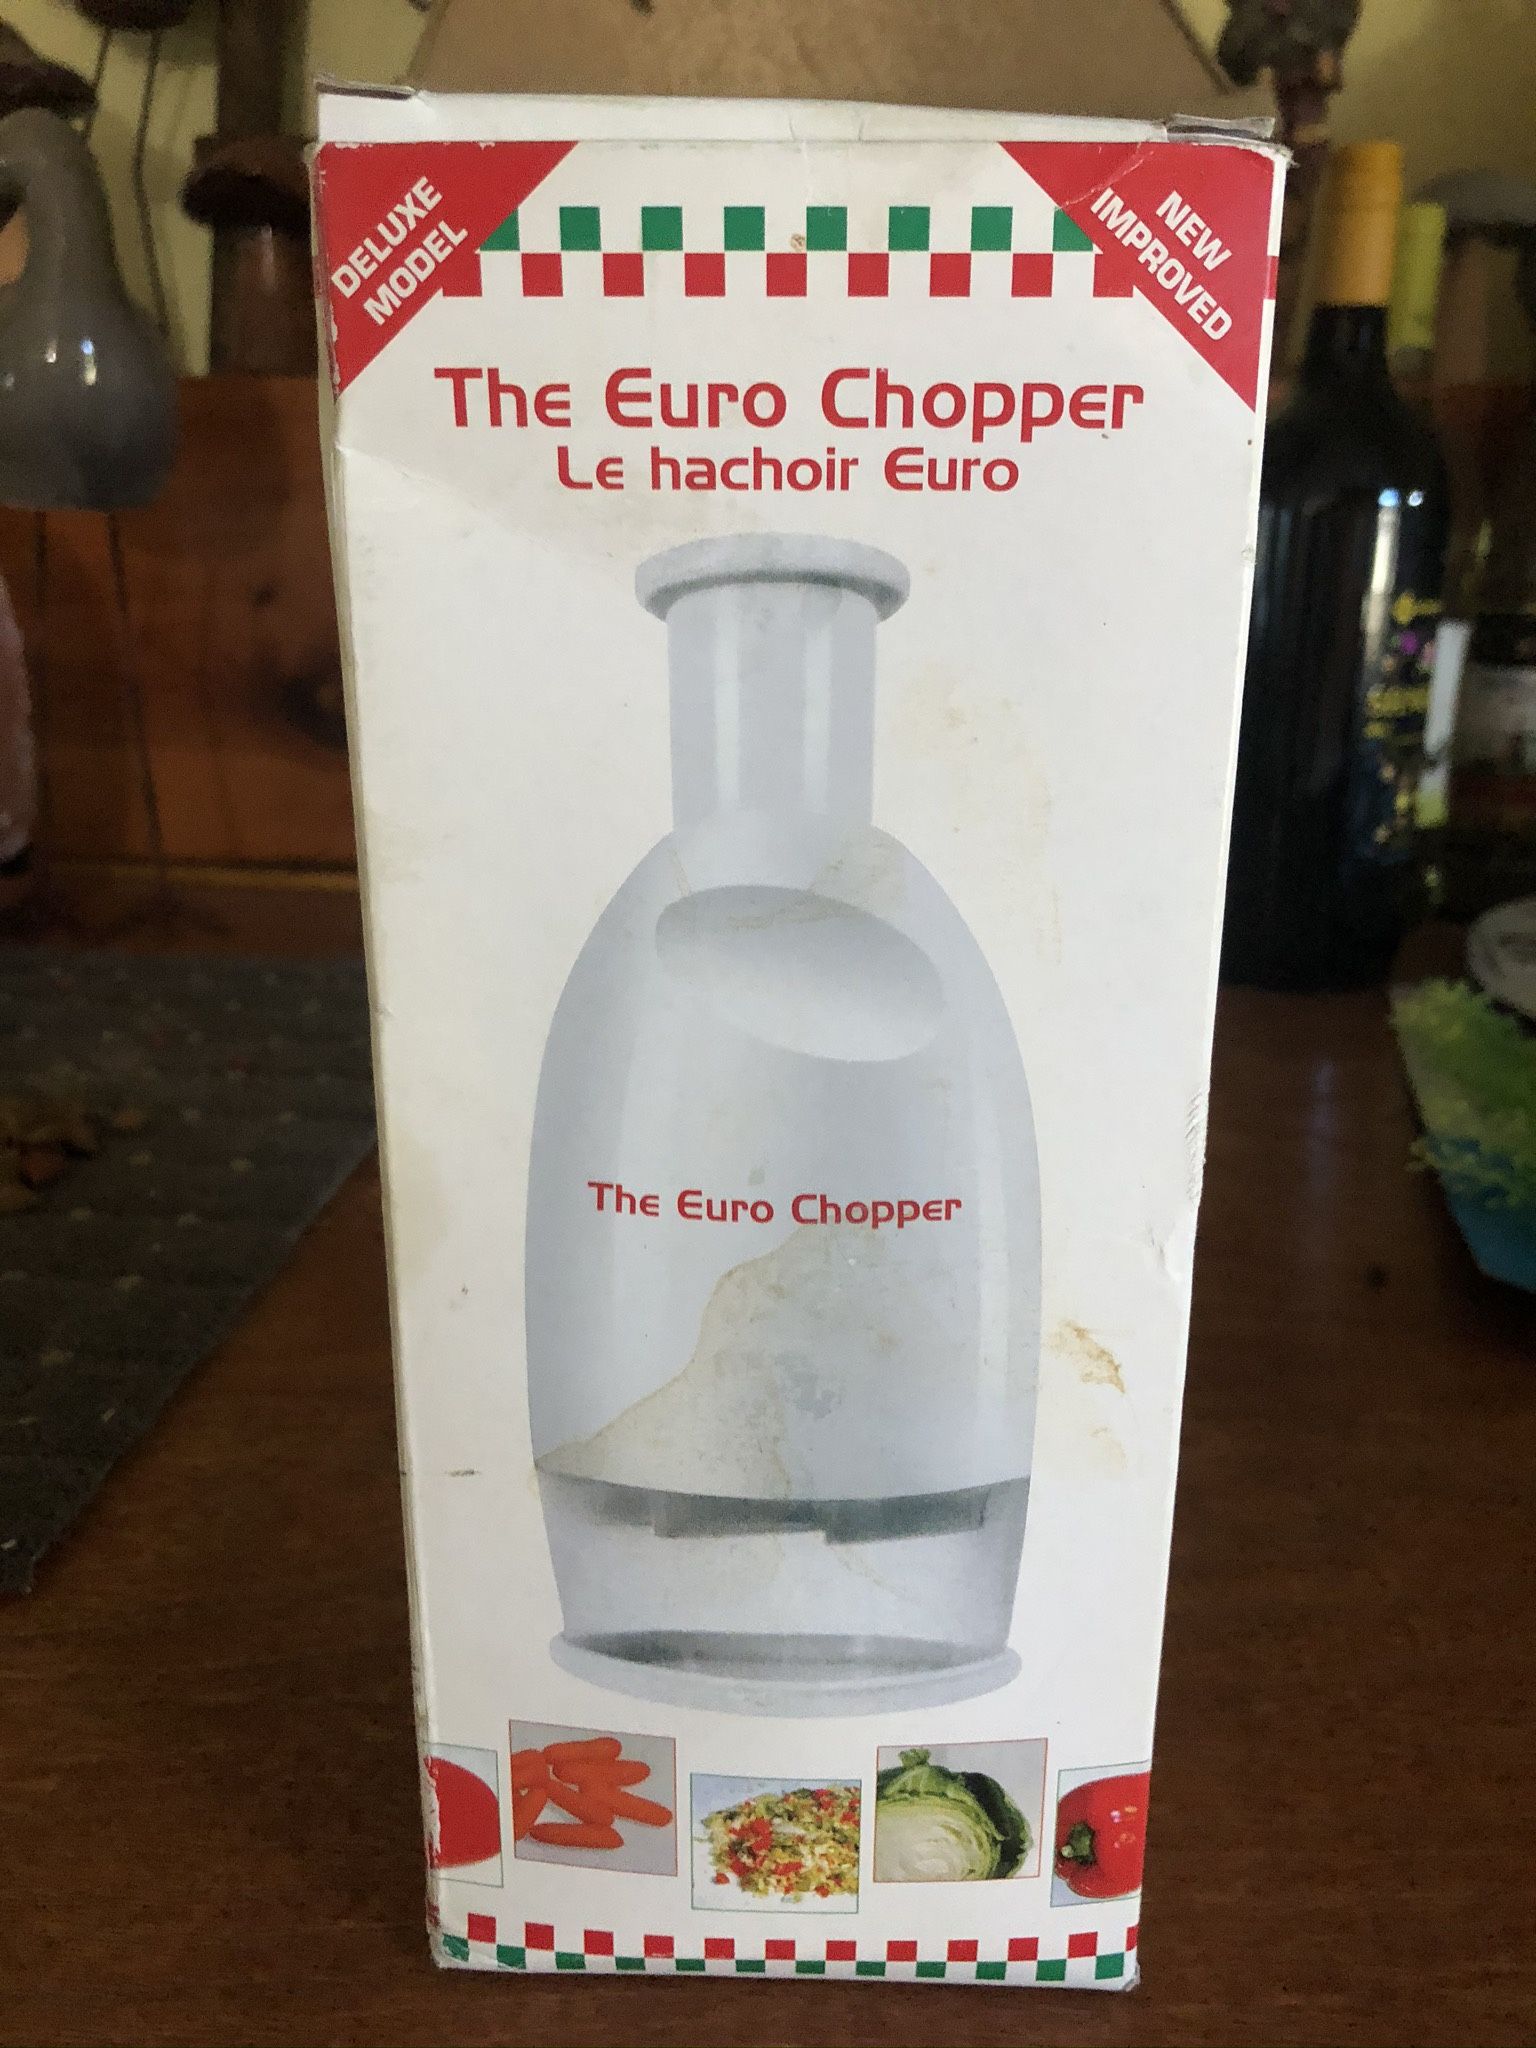 DELUXE
MODEL
NEW
IMPROVED
The Euro Chopper
Le hachoir Euro
The Euro Chopper